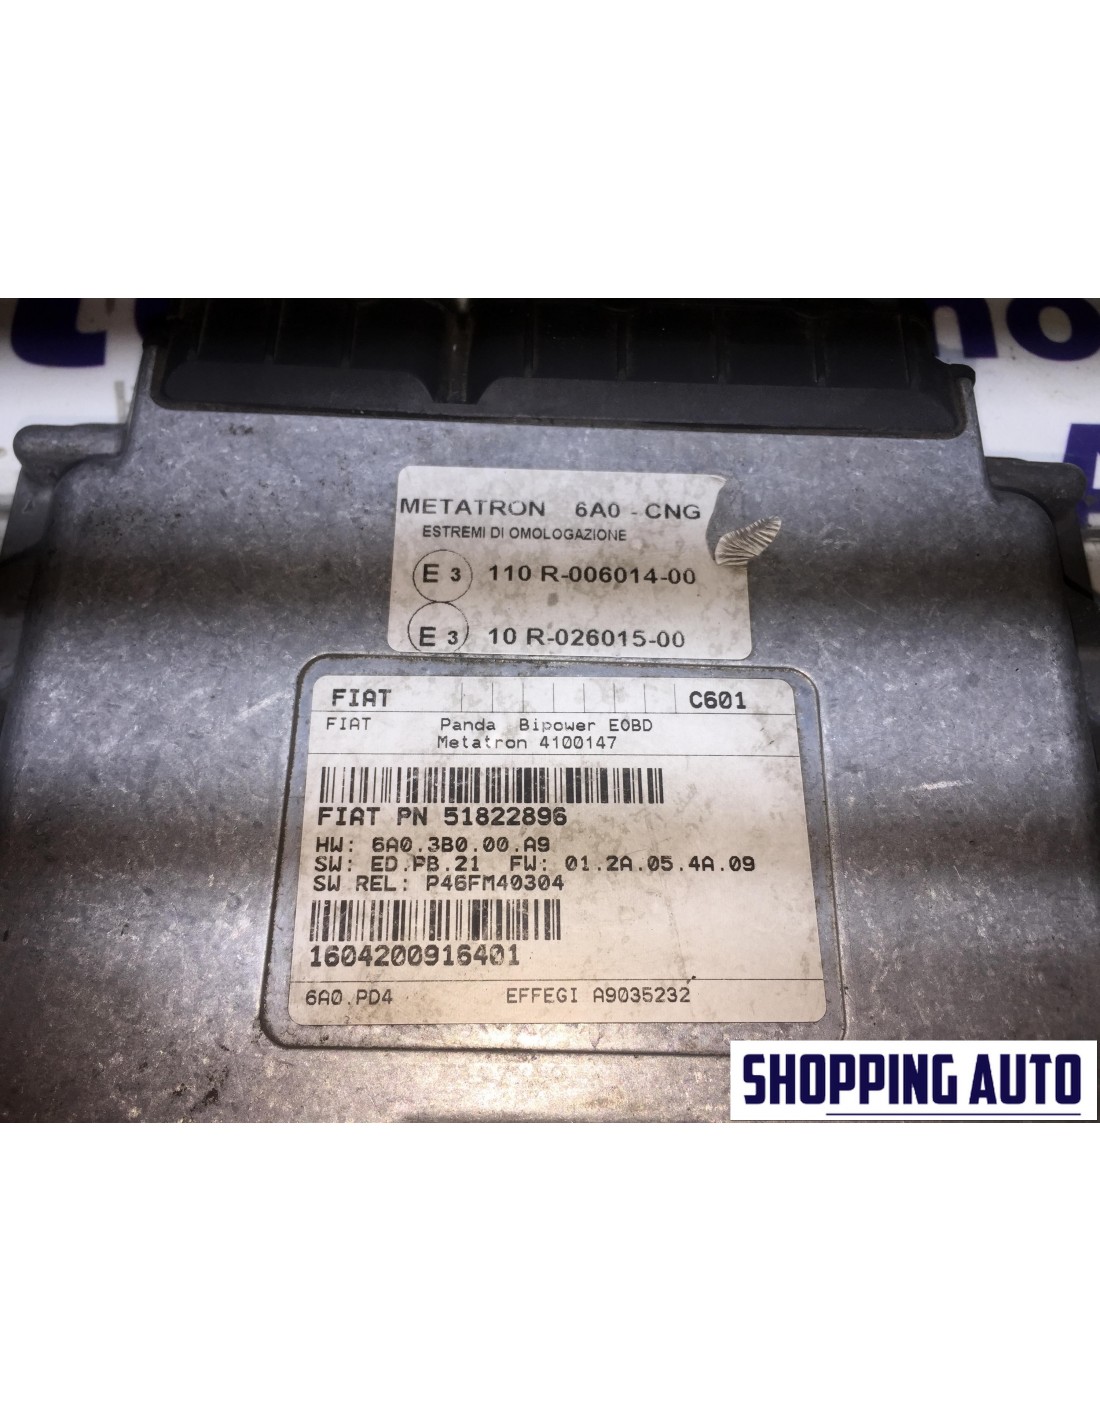 no
METATRON 6A0 - CNG
ESTREMI DI OMOLOGAZIONE
E 3 110 R-006014-00
E 3 10 R-026015-00
FIAT C601
FIAT Panda Bipower EOBD
Metatron 4100147
FIAT PN 51822896
HW: 6A0.3B0.00.A9
SW: ED.PB.21 FW: 01.2A.05.4A.09
SW REL: P46FM40304
1604200916401
6A0.PD4 EFFEGI A9035232
SHOPPING AUTO